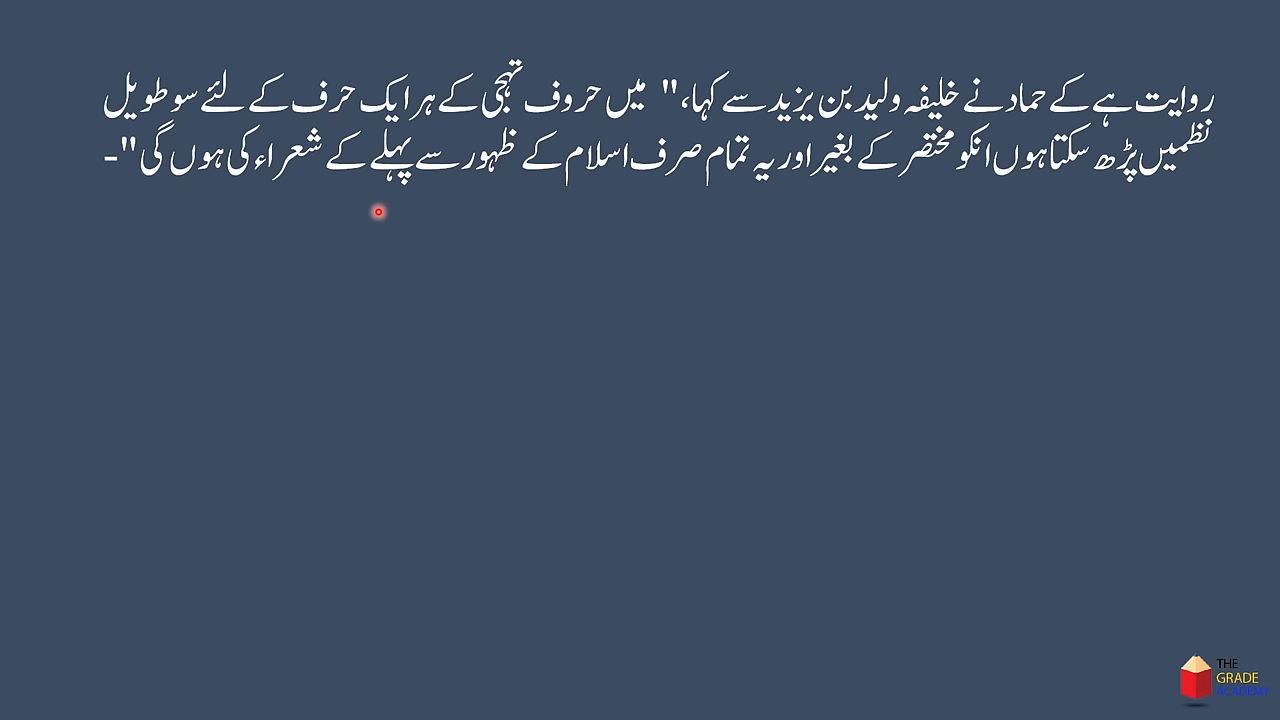 روایت ہے کے حماد نے خلیفہ ولید بن یزید سے کہا، " میں حروف تہجی کے ہر ایک حرف کے لئے سو طویل
نظمیں پڑھ سکتا ہوں انکو مختصر کے بغیر اور یہ تمام صرف اسلام کے ظہور سے پہلے کے شعراء کی ہوں گی "-
THE
GRADE
ACADEMY